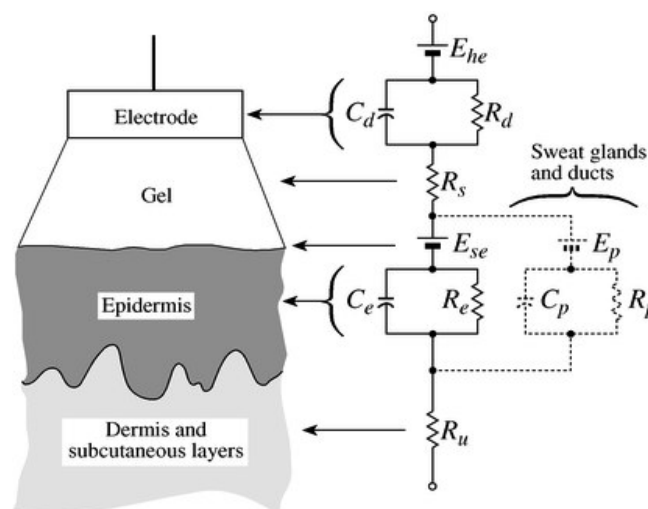 E_he
Electrode
C_d
R_d
Sweat glands
and ducts
Gel
R_s
E_se
E_p
Epidermis
C_e
R_e
C_p
Dermis and
subcutaneous layers
R_u